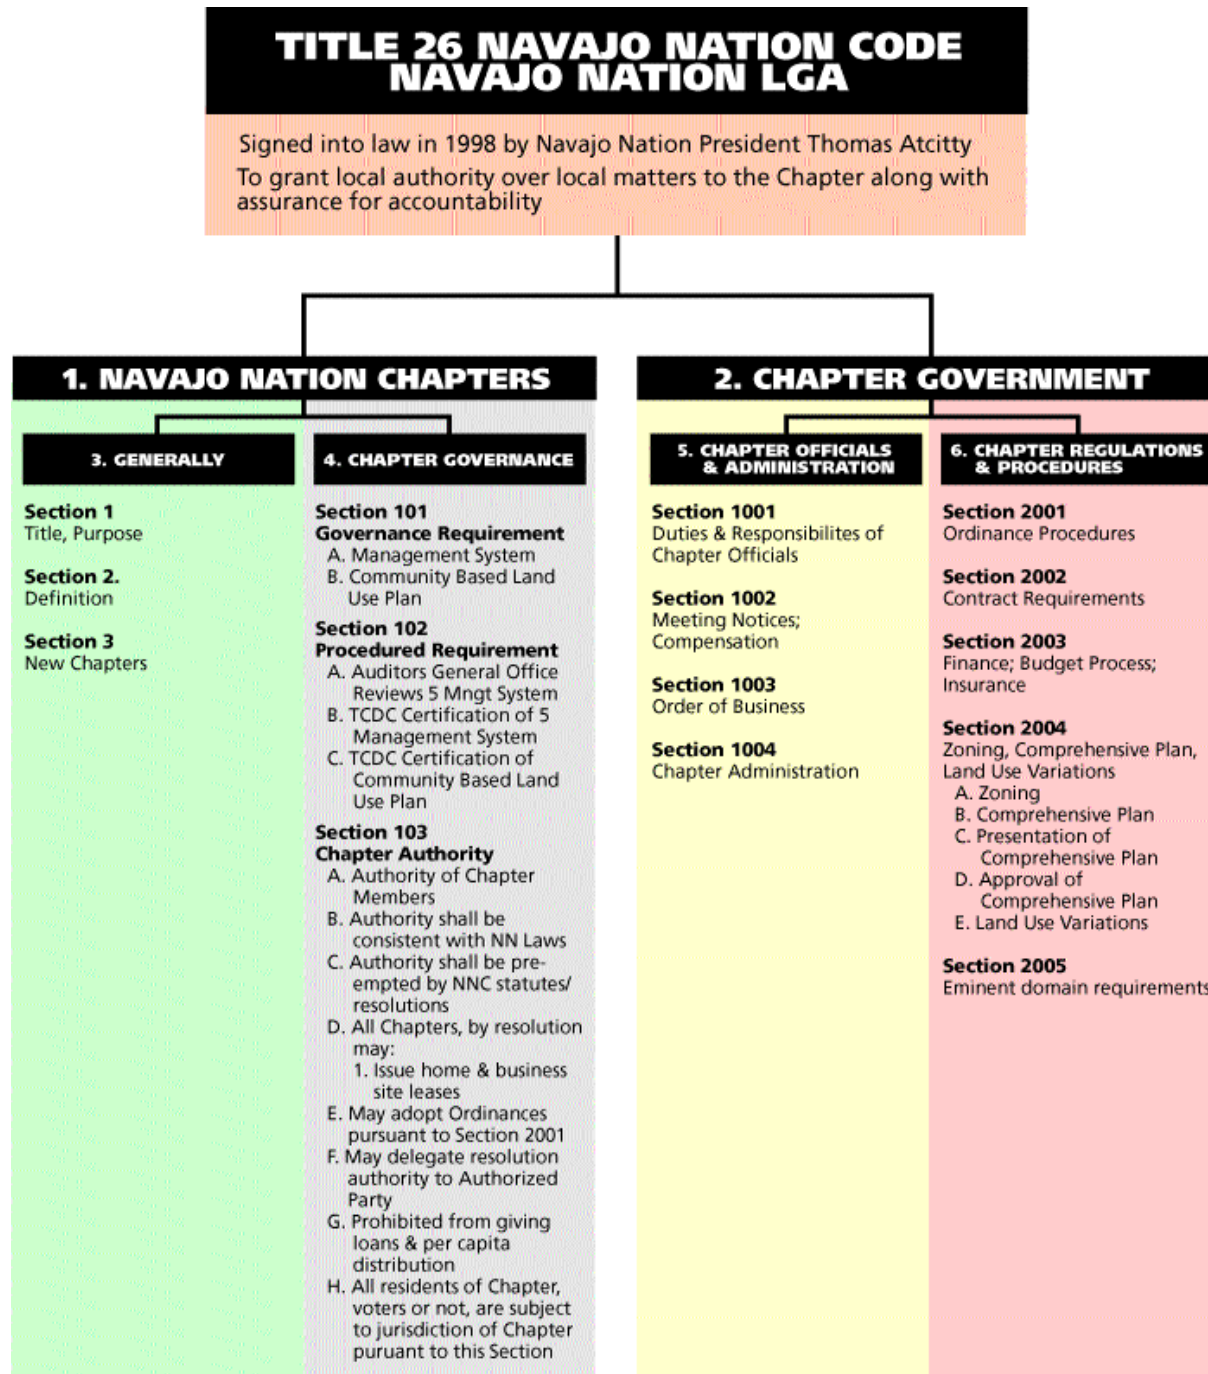 TITLE 26 NAVAJO NATION CODE
NAVAJO NATION LGA
Signed into law in 1998 by Navajo Nation President Thomas Atcitty
To grant local authority over local matters to the Chapter along with
assurance for accountability
1. NAVAJO NATION CHAPTERS
3. GENERALLY
Section 1
Title, Purpose
Section 2.
Definition
Section 3
New Chapters
4. CHAPTER GOVERNANCE
Section 101
Governance Requirement
A. Management System
B. Community Based Land
Use Plan
Section 102
Procedured Requirement
A. Auditors General Office
Reviews 5 Mngt System
B. TCDC Certification of 5
Management System
C. TCDC Certification of
Community Based Land
Use Plan
Section 103
Chapter Authority
A. Authority of Chapter
Members
B. Authority shall be
consistent with NN Laws
C. Authority shall be pre-
empted by NNC statutes/
resolutions
D. All Chapters, by resolution
may:
1. Issue home & business
site leases
E. May adopt Ordinances
pursuant to Section 2001
F. May delegate resolution
authority to Authorized
Party
G. Prohibited from giving
loans & per capita
distribution
H. All residents of Chapter,
voters or not, are subject
to jurisdiction of Chapter
puruant to this Section
2. CHAPTER GOVERNMENT
5. CHAPTER OFFICIALS
& ADMINISTRATION
Section 1001
Duties & Responsibilites of
Chapter Officials
Section 1002
Meeting Notices;
Compensation
Section 1003
Order of Business
Section 1004
Chapter Administration
6. CHAPTER REGULATIONS
& PROCEDURES
Section 2001
Ordinance Procedures
Section 2002
Contract Requirements
Section 2003
Finance; Budget Process;
Insurance
Section 2004
Zoning, Comprehensive Plan,
Land Use Variations
A. Zoning
B. Comprehensive Plan
C. Presentation of
Comprehensive Plan
D. Approval of
Comprehensive Plan
E. Land Use Variations
Section 2005
Eminent domain requirements